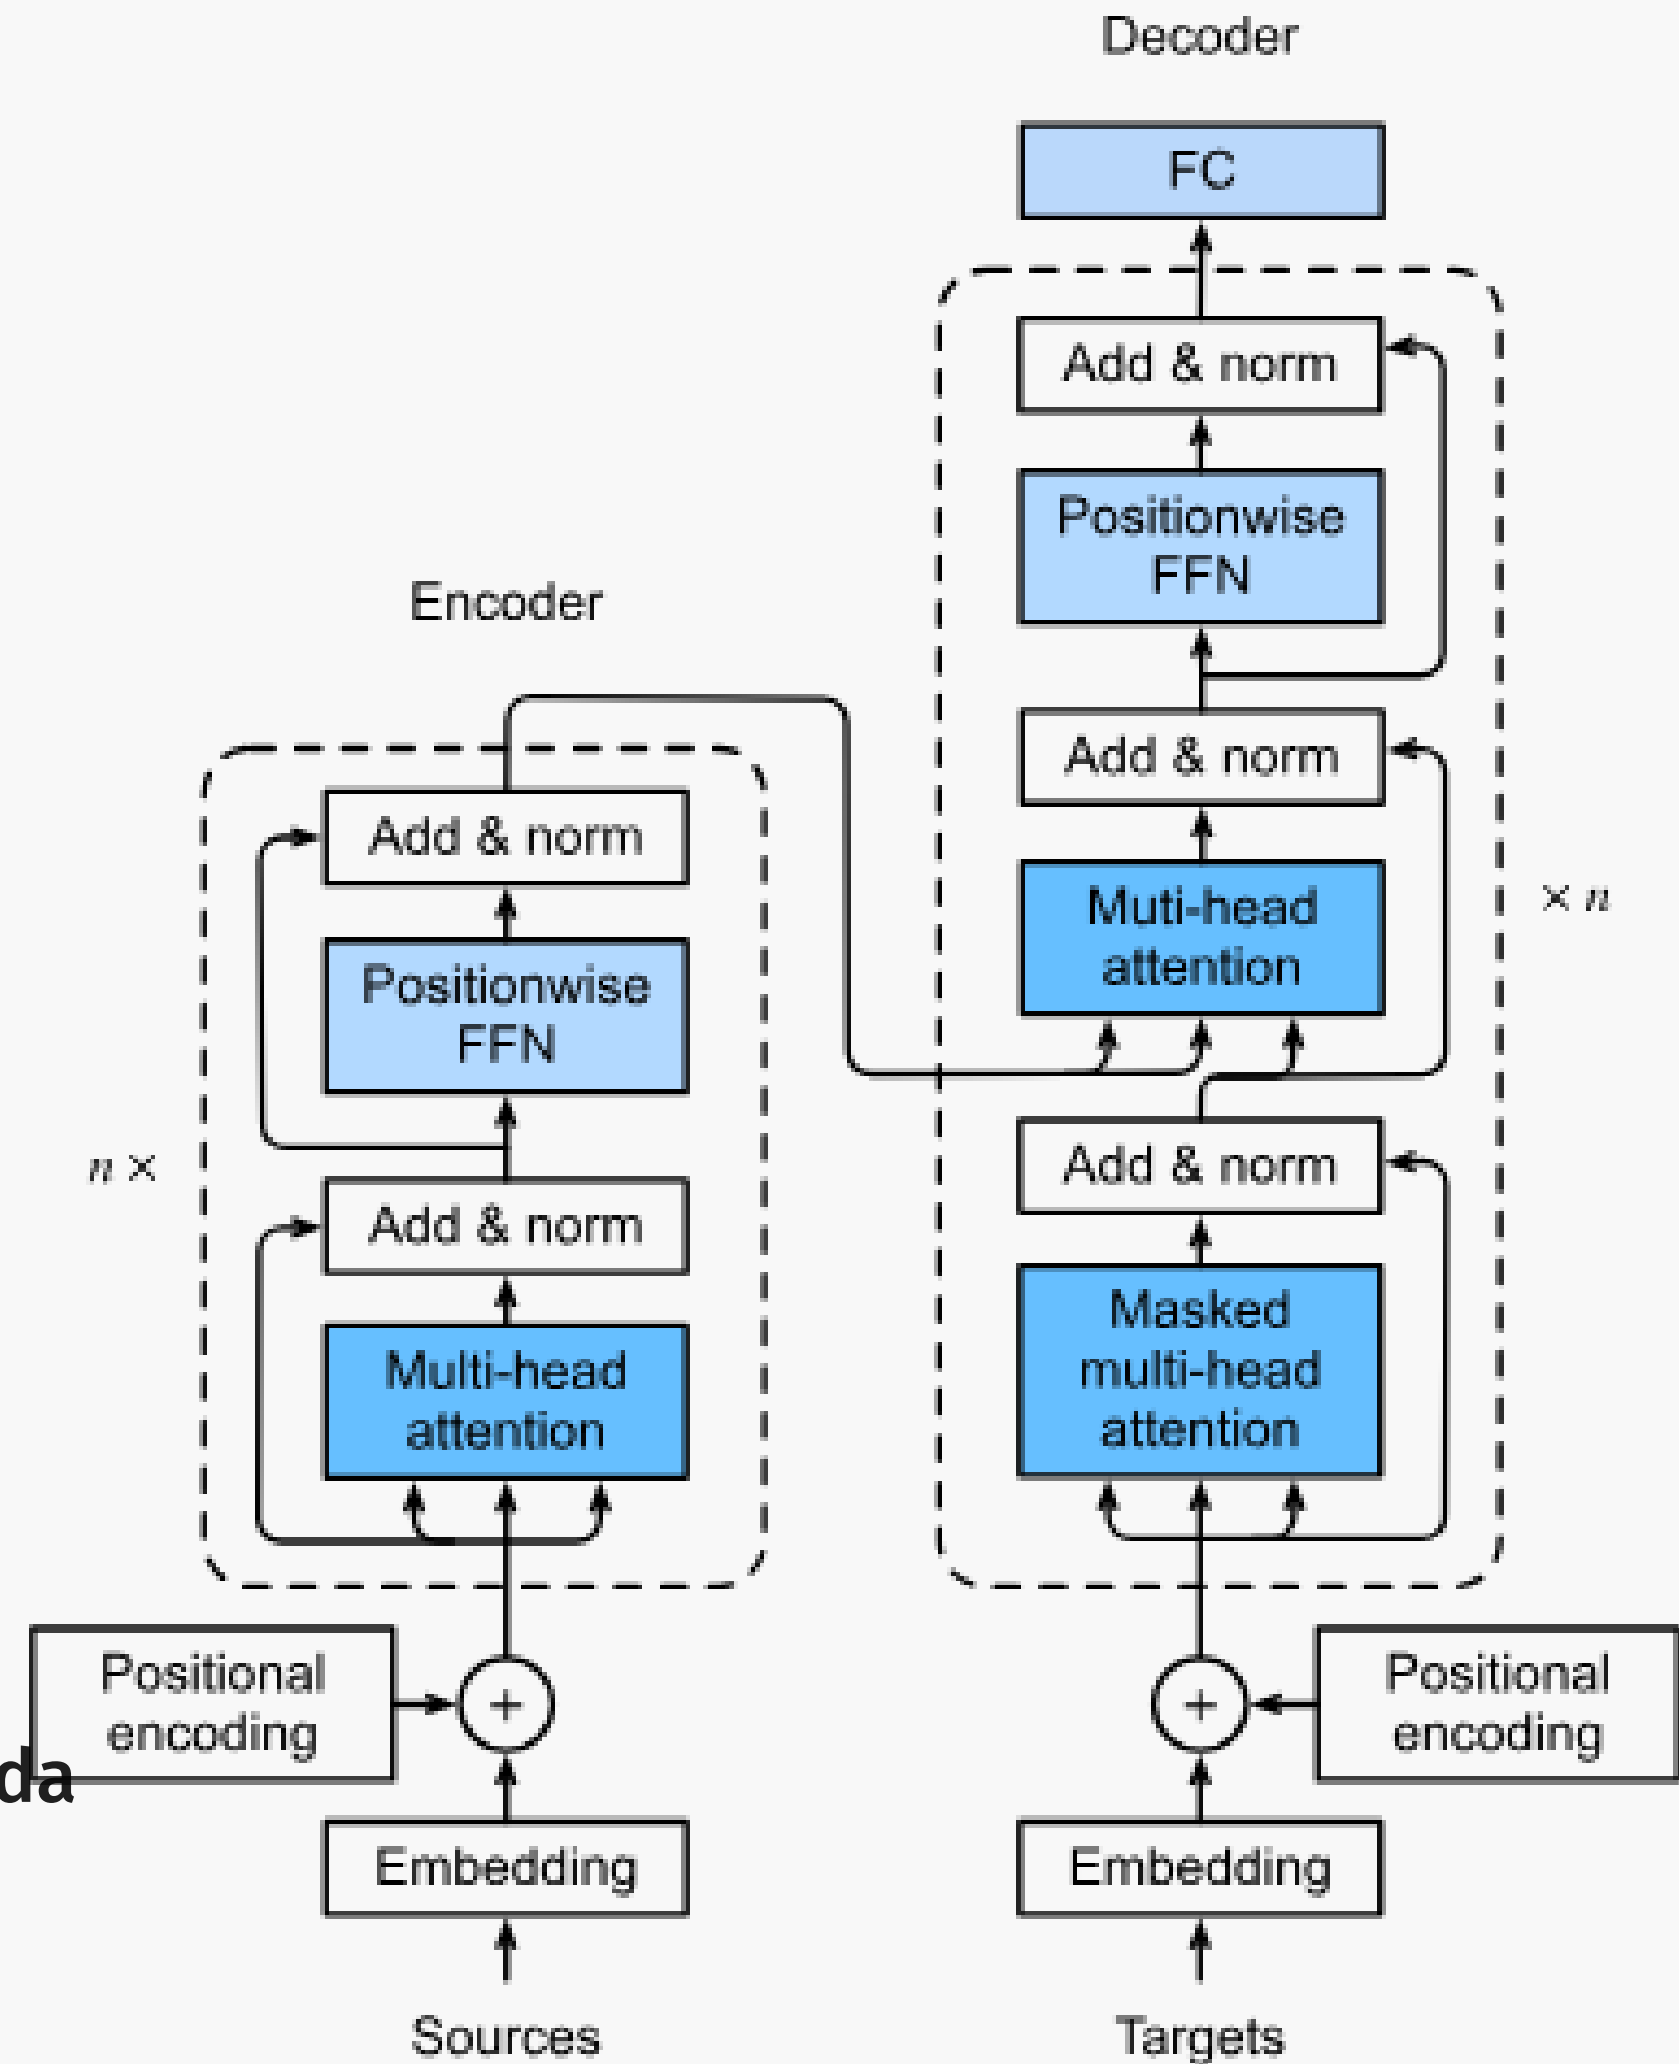 Decoder
FC
Add & norm
Positionwise
FFN
Add & norm
Muti-head
attention
× n
Add & norm
Masked
multi-head
attention
Positional
encoding
+
Embedding
Targets
Encoder
Add & norm
Positionwise
FFN
n ×
Add & norm
Multi-head
attention
Positional
encoding
+
da
Embedding
Sources